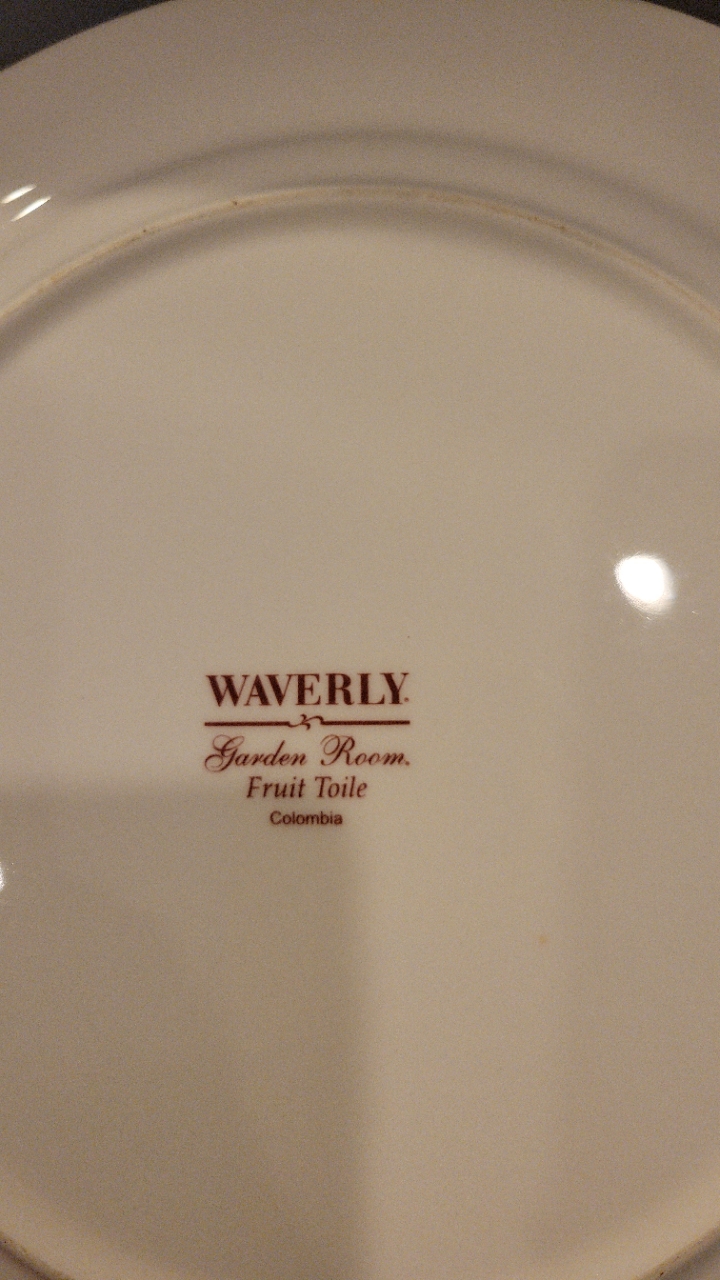 WAVERLY
Garden Room
Fruit Toile
Colombia